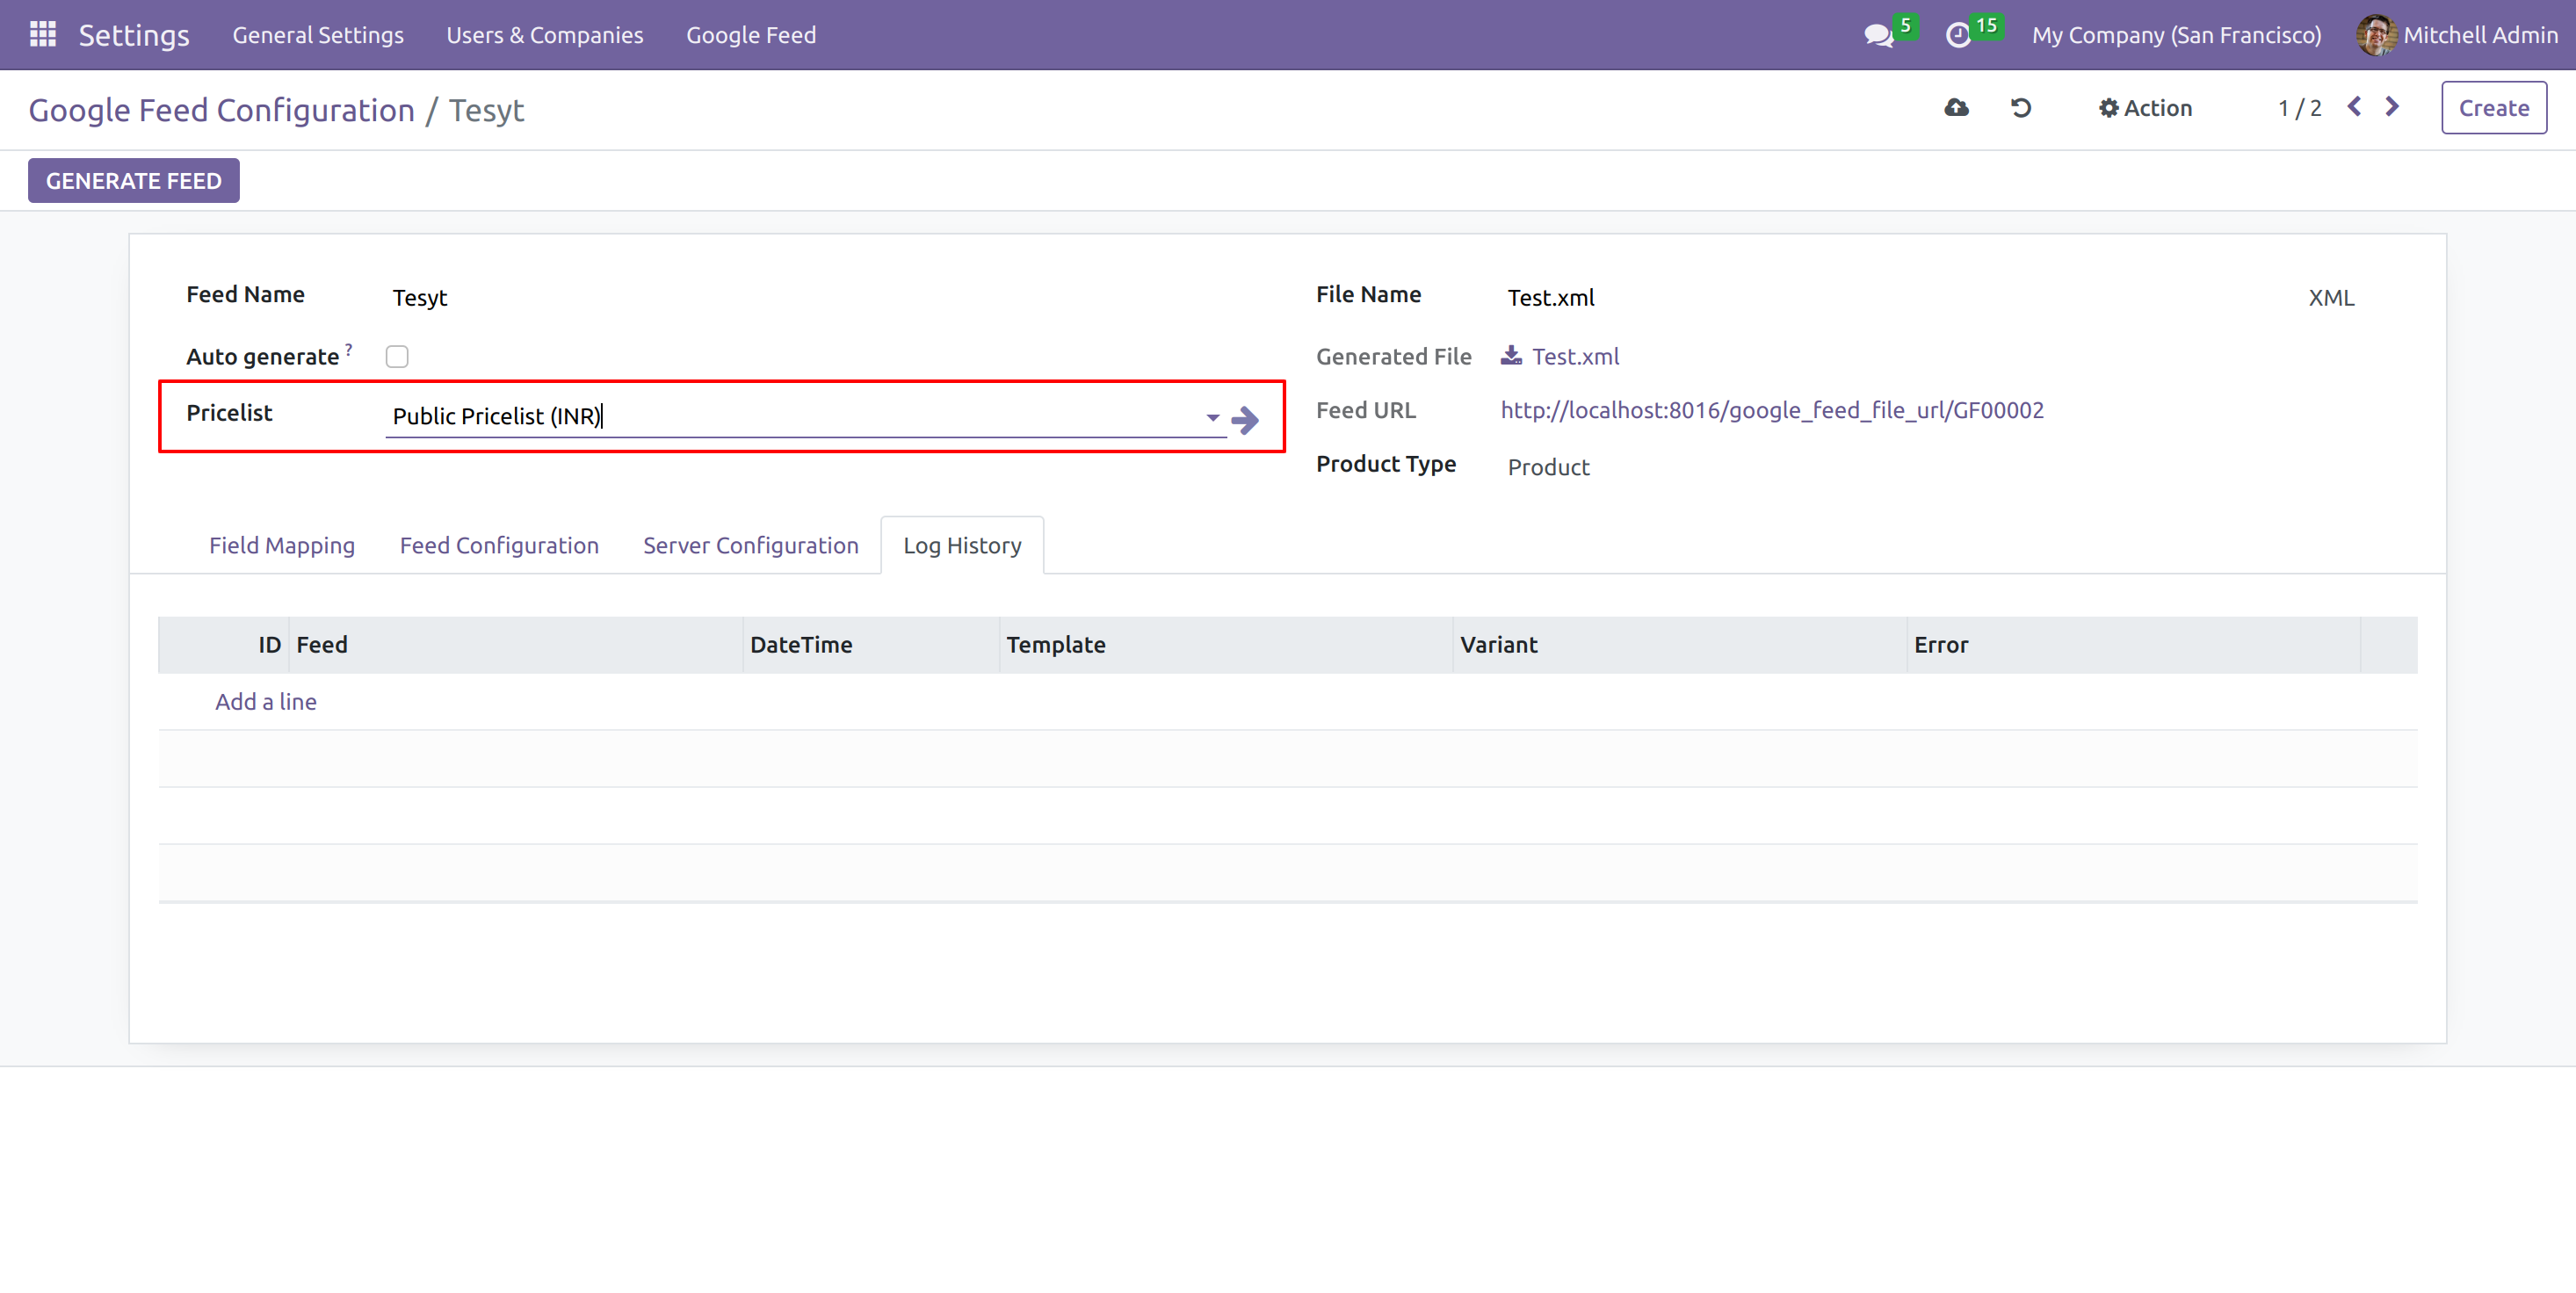 Settings General Settings Users & Companies Google Feed 5 15 My Company (San Francisco) Mitchell Admin
Google Feed Configuration / Tesyt Action 1 / 2 Create
GENERATE FEED
Feed Name Tesyt File Name Test.xml XML
Auto generate ? Generated File Test.xml
Pricelist Public Pricelist (INR) Feed URL http://localhost:8016/google_feed_file_url/GF00002
Product Type Product
Field Mapping Feed Configuration Server Configuration Log History
ID Feed DateTime Template Variant Error
Add a line